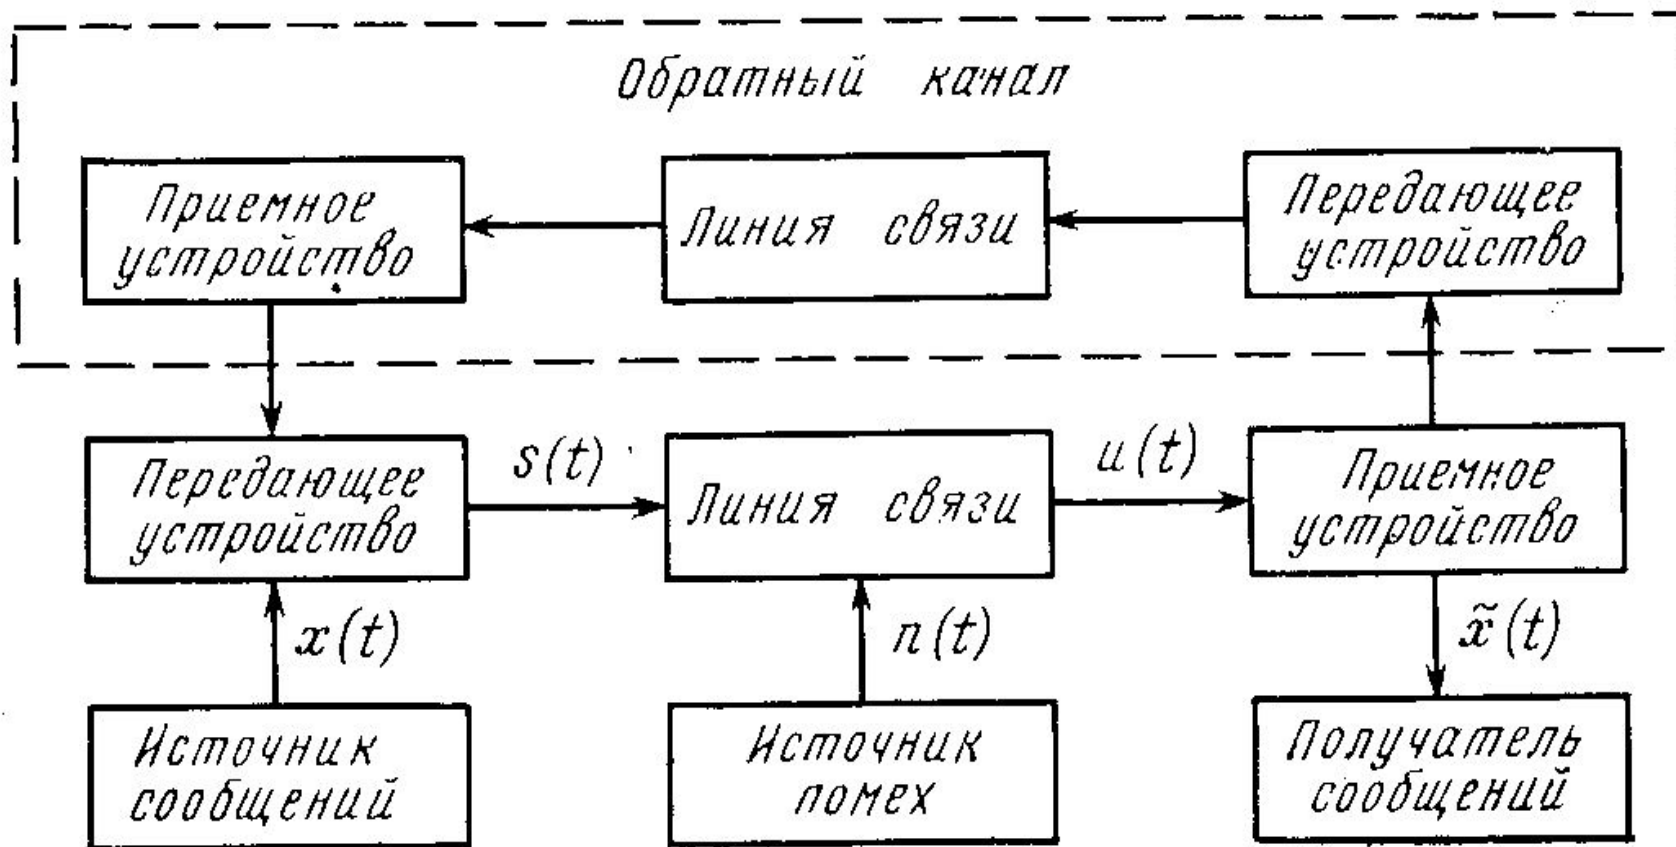 Обратный канал
Приемное
устройство
Линия связи
Передающее
устройство
Передающее
устройство
s(t)
Линия связи
u(t)
Приемное
устройство
x(t)
n(t)
x̃(t)
Источник
сообщений
Источник
помех
Получатель
сообщений